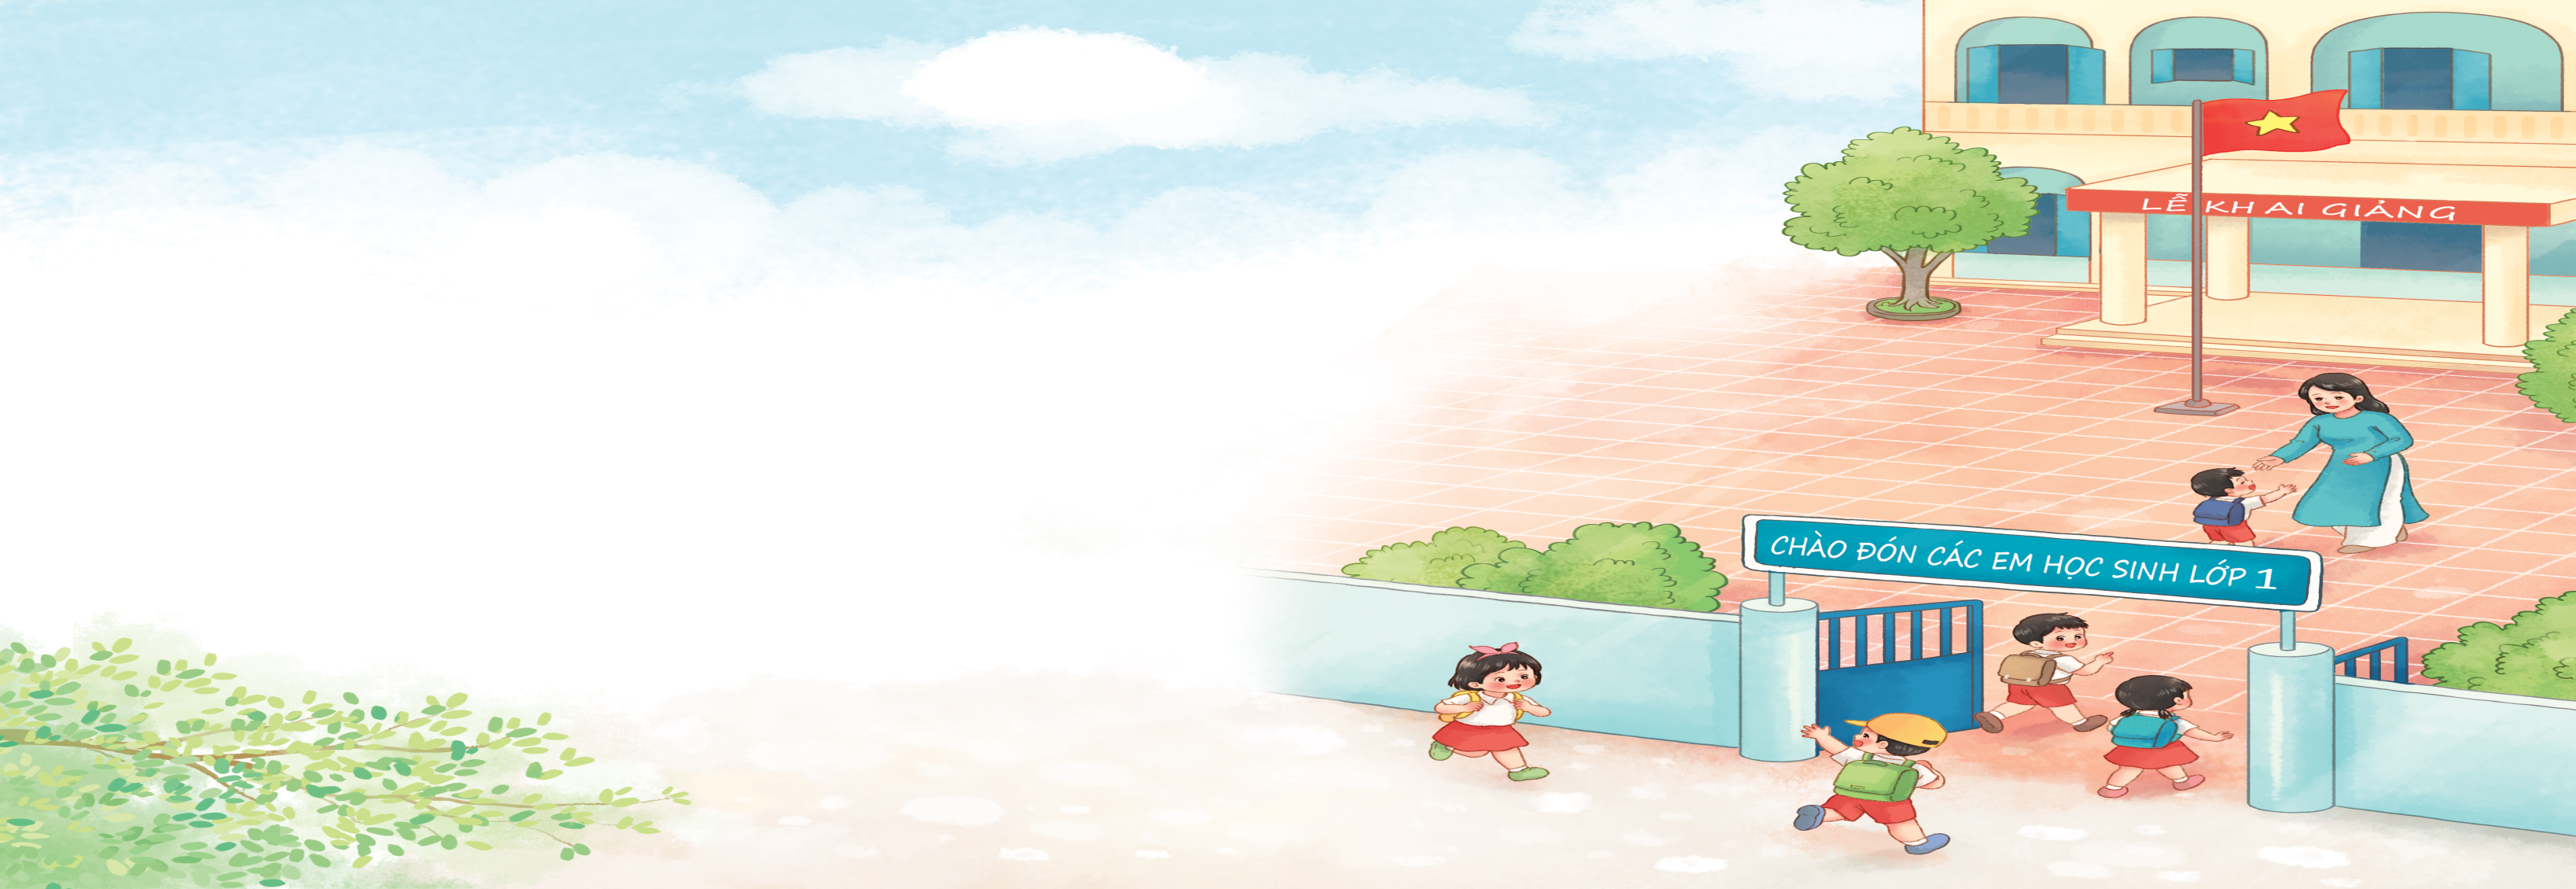 LỄ KHAI GIẢNG
CHÀO ĐÓN CÁC EM HỌC SINH LỚP 1